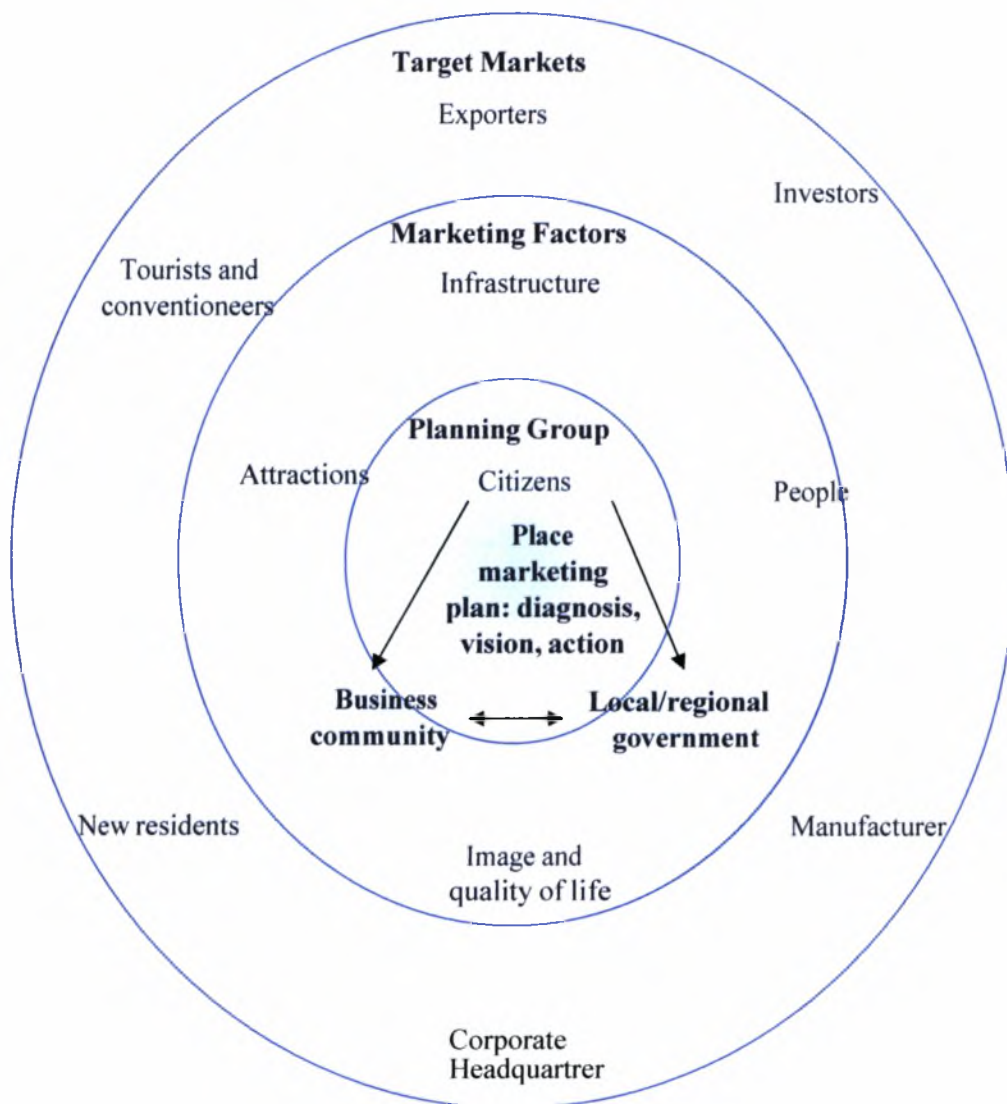 Target Markets
Exporters
Investors
Marketing Factors
Tourists and
conventioneers
Infrastructure
Planning Group
Attractions
Citizens
People
Place
marketing
plan: diagnosis,
vision, action
Business
community
Local/regional
government
New residents
Manufacturer
Image and
quality of life
Corporate
Headquartrer